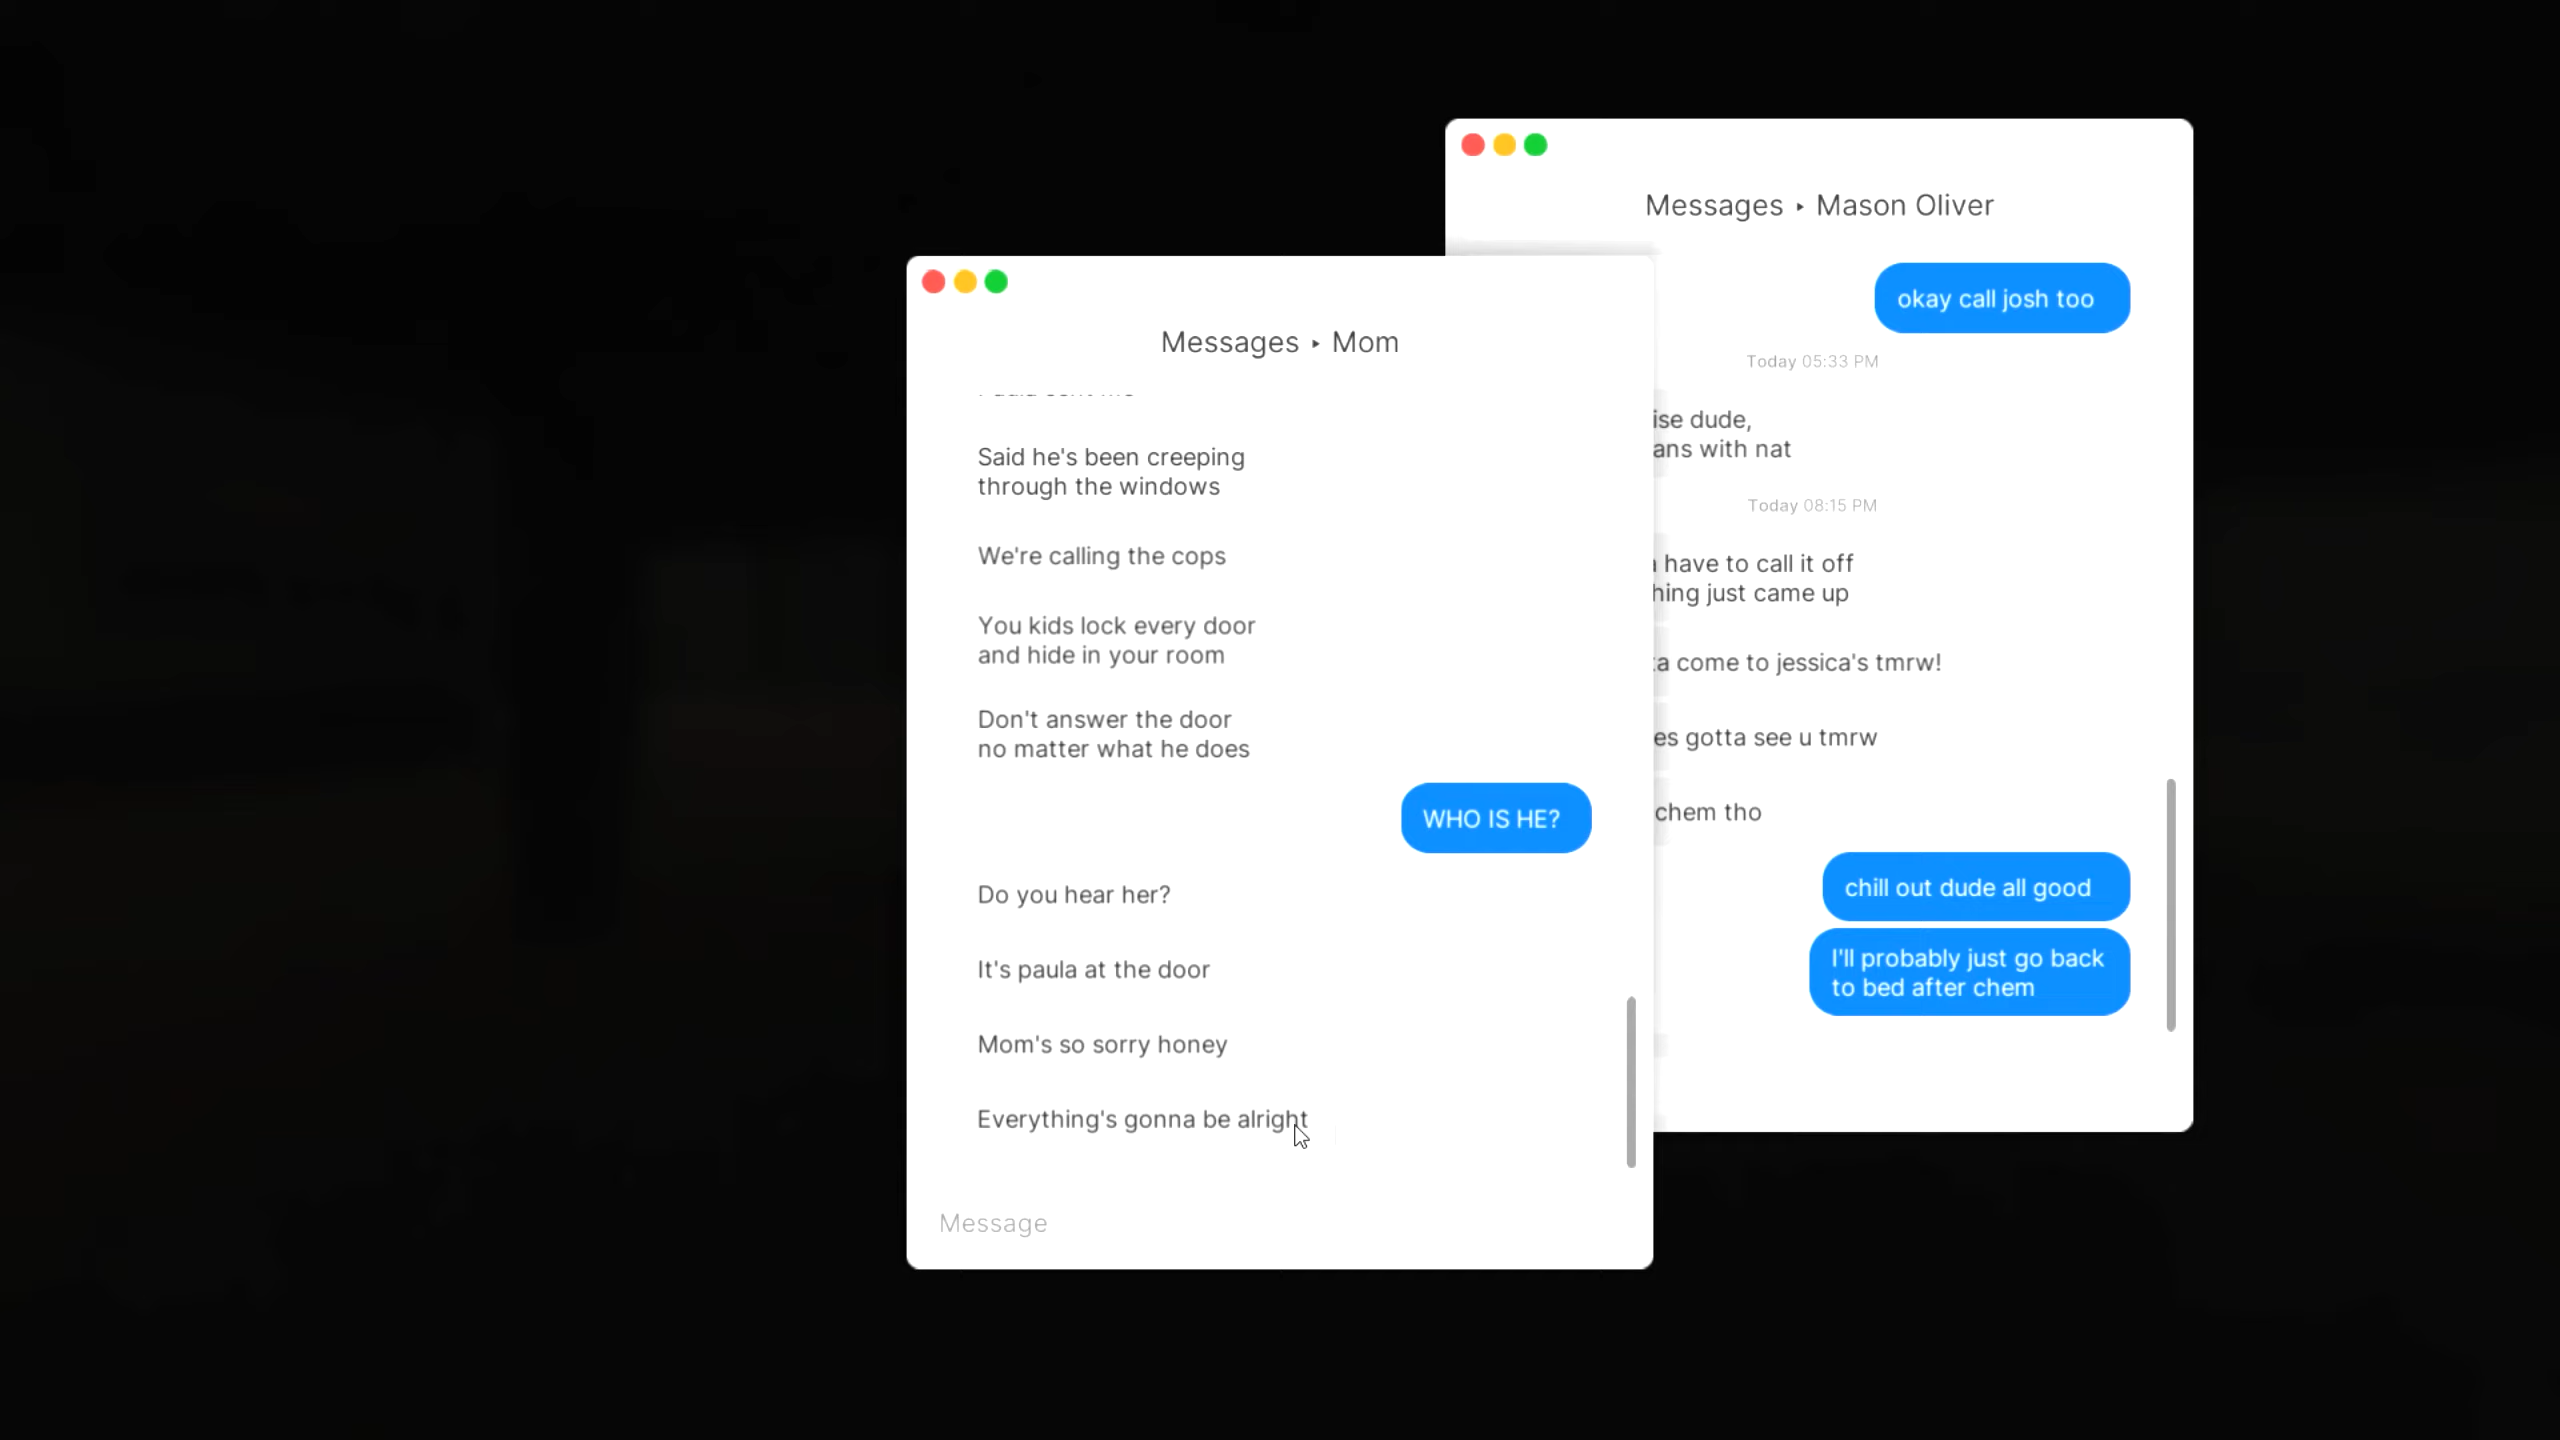 Messages ▸ Mom
Said he's been creeping
through the windows
We're calling the cops
You kids lock every door
and hide in your room
Don't answer the door
no matter what he does
WHO IS HE?
Do you hear her?
It's paula at the door
Mom's so sorry honey
Everything's gonna be alright
Message
Messages ▸ Mason Oliver
okay call josh too
Today 05:33 PM
dude,
with nat
Today 08:15 PM
have to call it off
just came up
come to jessica's tmrw!
gotta see u tmrw
chem tho
chill out dude all good
I'll probably just go back
to bed after chem